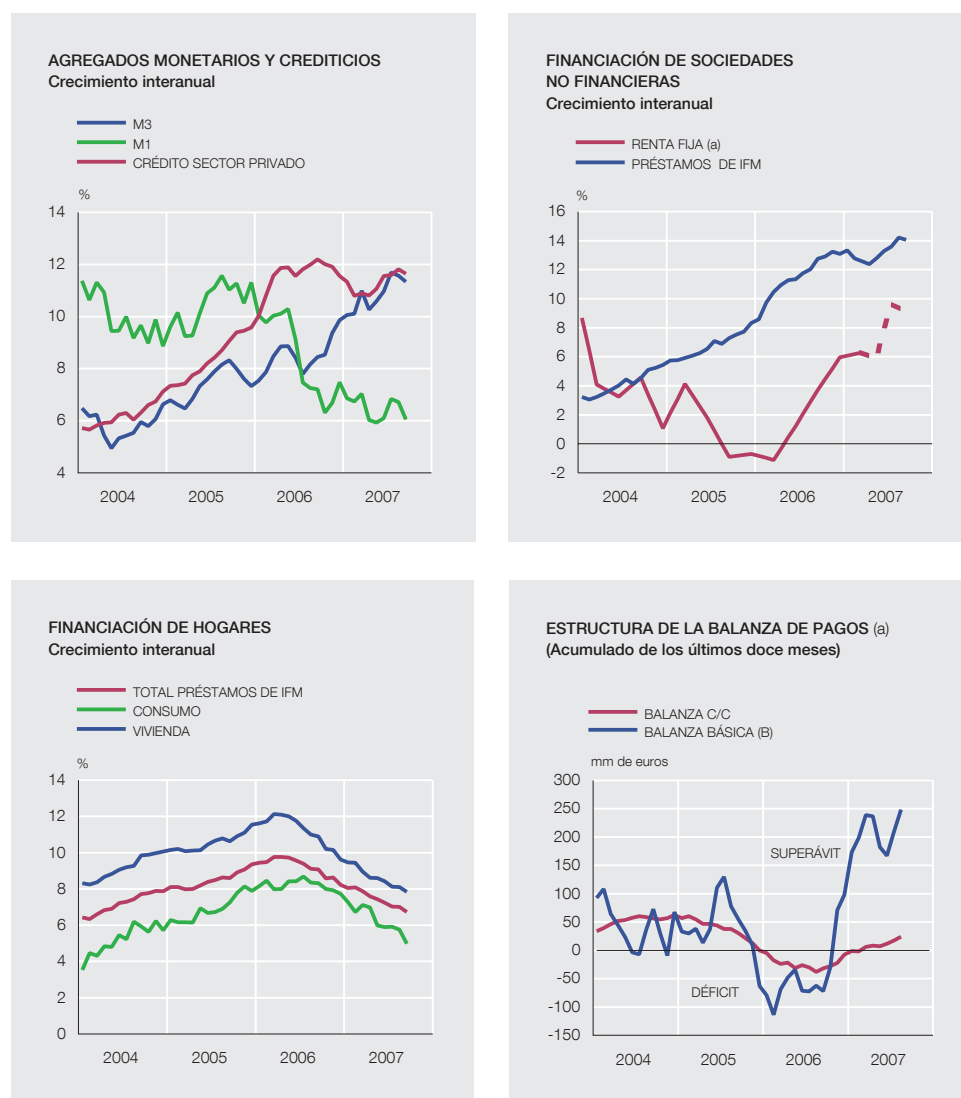 AGREGADOS MONETARIOS Y CREDITICIOS
Crecimiento interanual
M3
M1
CRÉDITO SECTOR PRIVADO
%
14
12
10
8
6
4
2004 2005 2006 2007
FINANCIACIÓN DE SOCIEDADES
NO FINANCIERAS
Crecimiento interanual
RENTA FIJA (a)
PRÉSTAMOS DE IFM
%
16
14
12
10
8
6
4
2
0
-2
2004 2005 2006 2007
FINANCIACIÓN DE HOGARES
Crecimiento interanual
TOTAL PRÉSTAMOS DE IFM
CONSUMO
VIVIENDA
%
14
12
10
8
6
4
2
0
2004 2005 2006 2007
ESTRUCTURA DE LA BALANZA DE PAGOS (a)
(Acumulado de los últimos doce meses)
BALANZA C/C
BALANZA BÁSICA (B)
mm de euros
300
250
200
150
100
50
0
-50
-100
-150
SUPERÁVIT
DÉFICIT
2004 2005 2006 2007